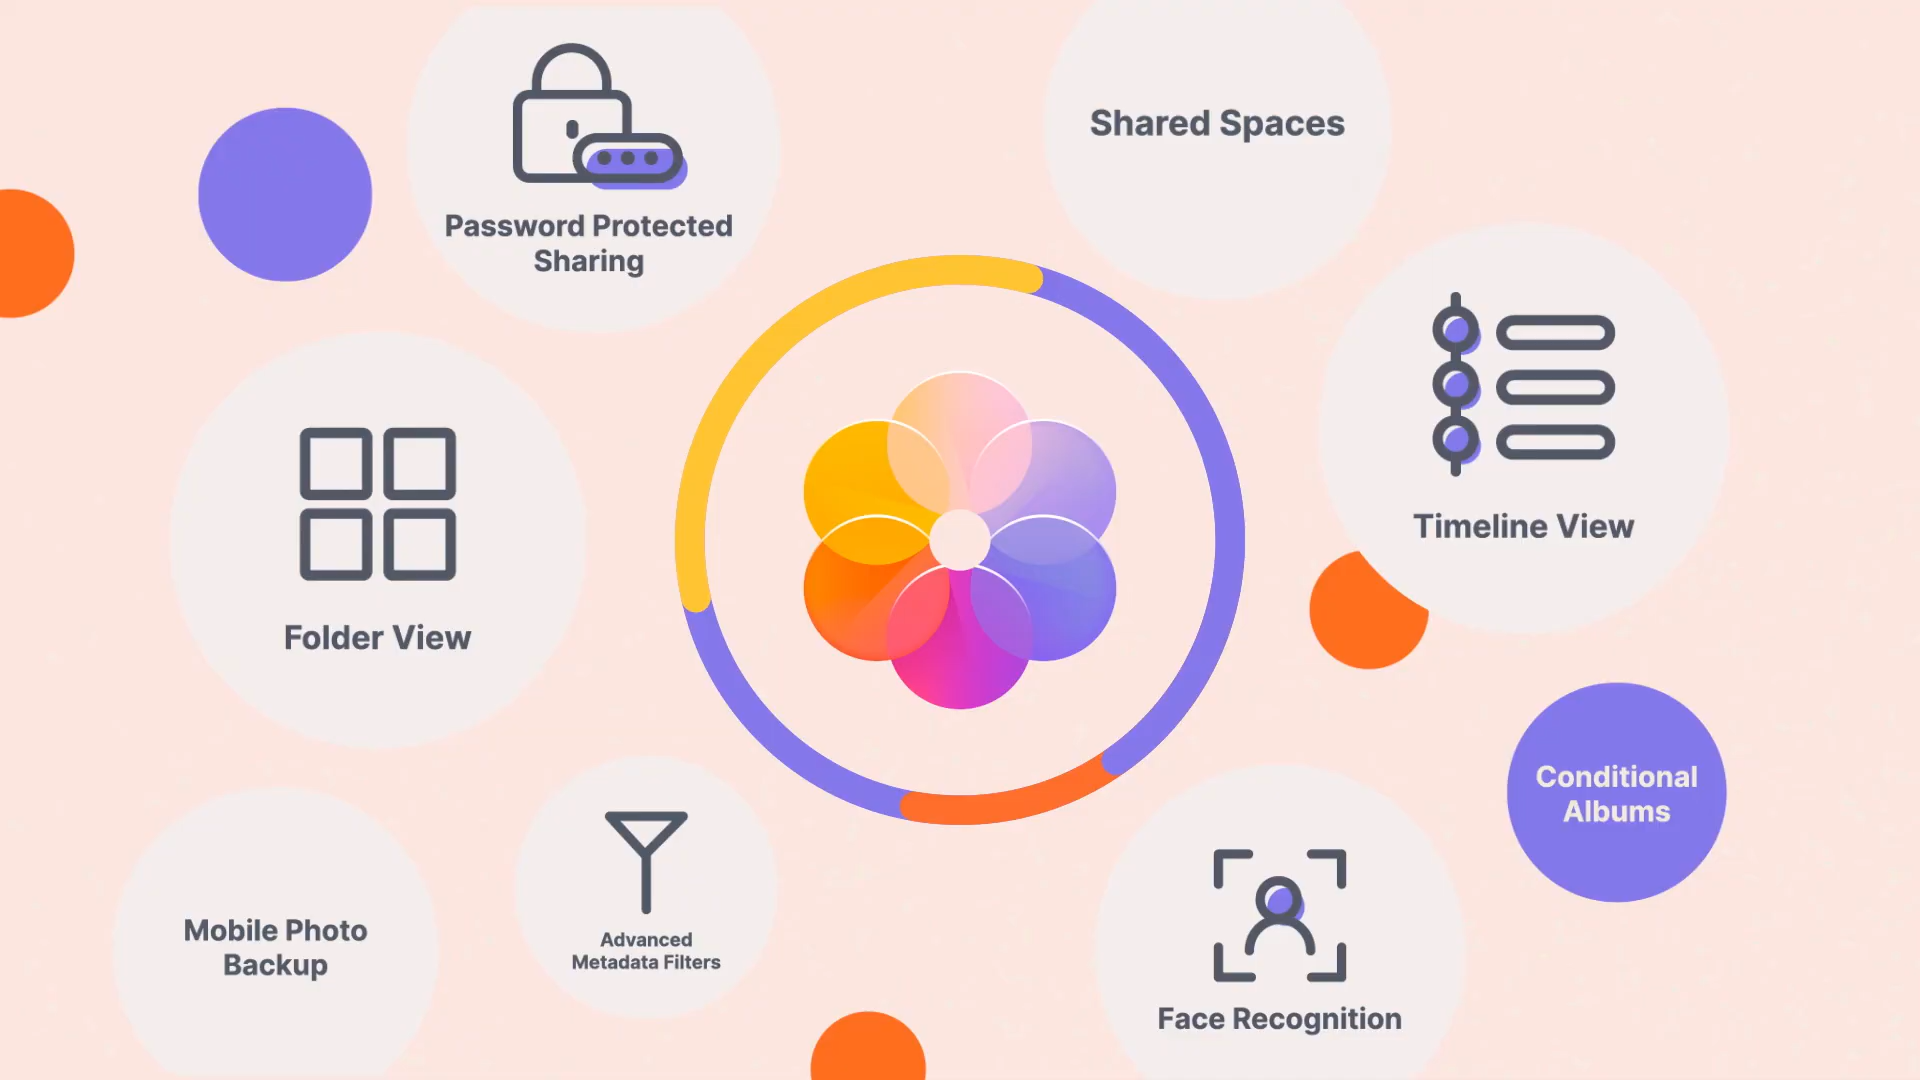 Shared Spaces
Password Protected
Sharing
Timeline View
Folder View
Conditional
Albums
Mobile Photo
Backup
Advanced
Metadata Filters
Face Recognition